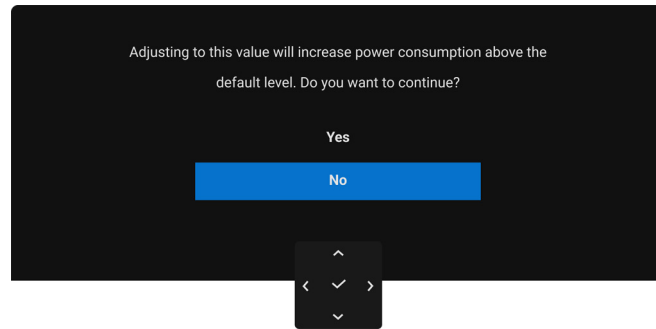 Adjusting to this value will increase power consumption above the
default level. Do you want to continue?
Yes
No